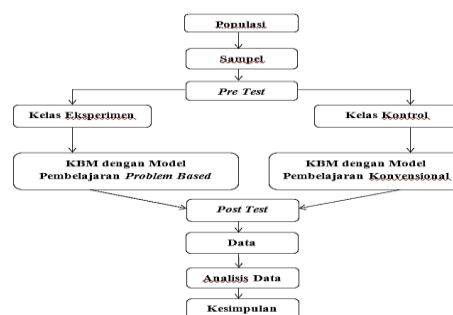 Populasi
Sampel
Pre Test
Kelas Eksperimen
Kelas Kontrol
KBM dengan Model
Pembelajaran Problem Based
KBM dengan Model
Pembelajaran Konvensional
Post Test
Data
Analisis Data
Kesimpulan